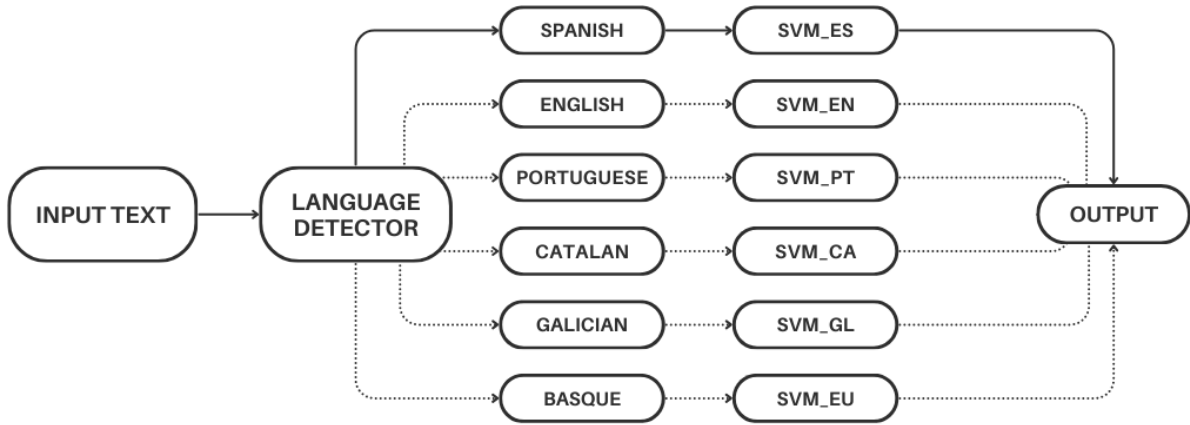 INPUT TEXT
LANGUAGE
DETECTOR
SPANISH
SVM_ES
ENGLISH
SVM_EN
PORTUGUESE
SVM_PT
CATALAN
SVM_CA
GALICIAN
SVM_GL
BASQUE
SVM_EU
OUTPUT